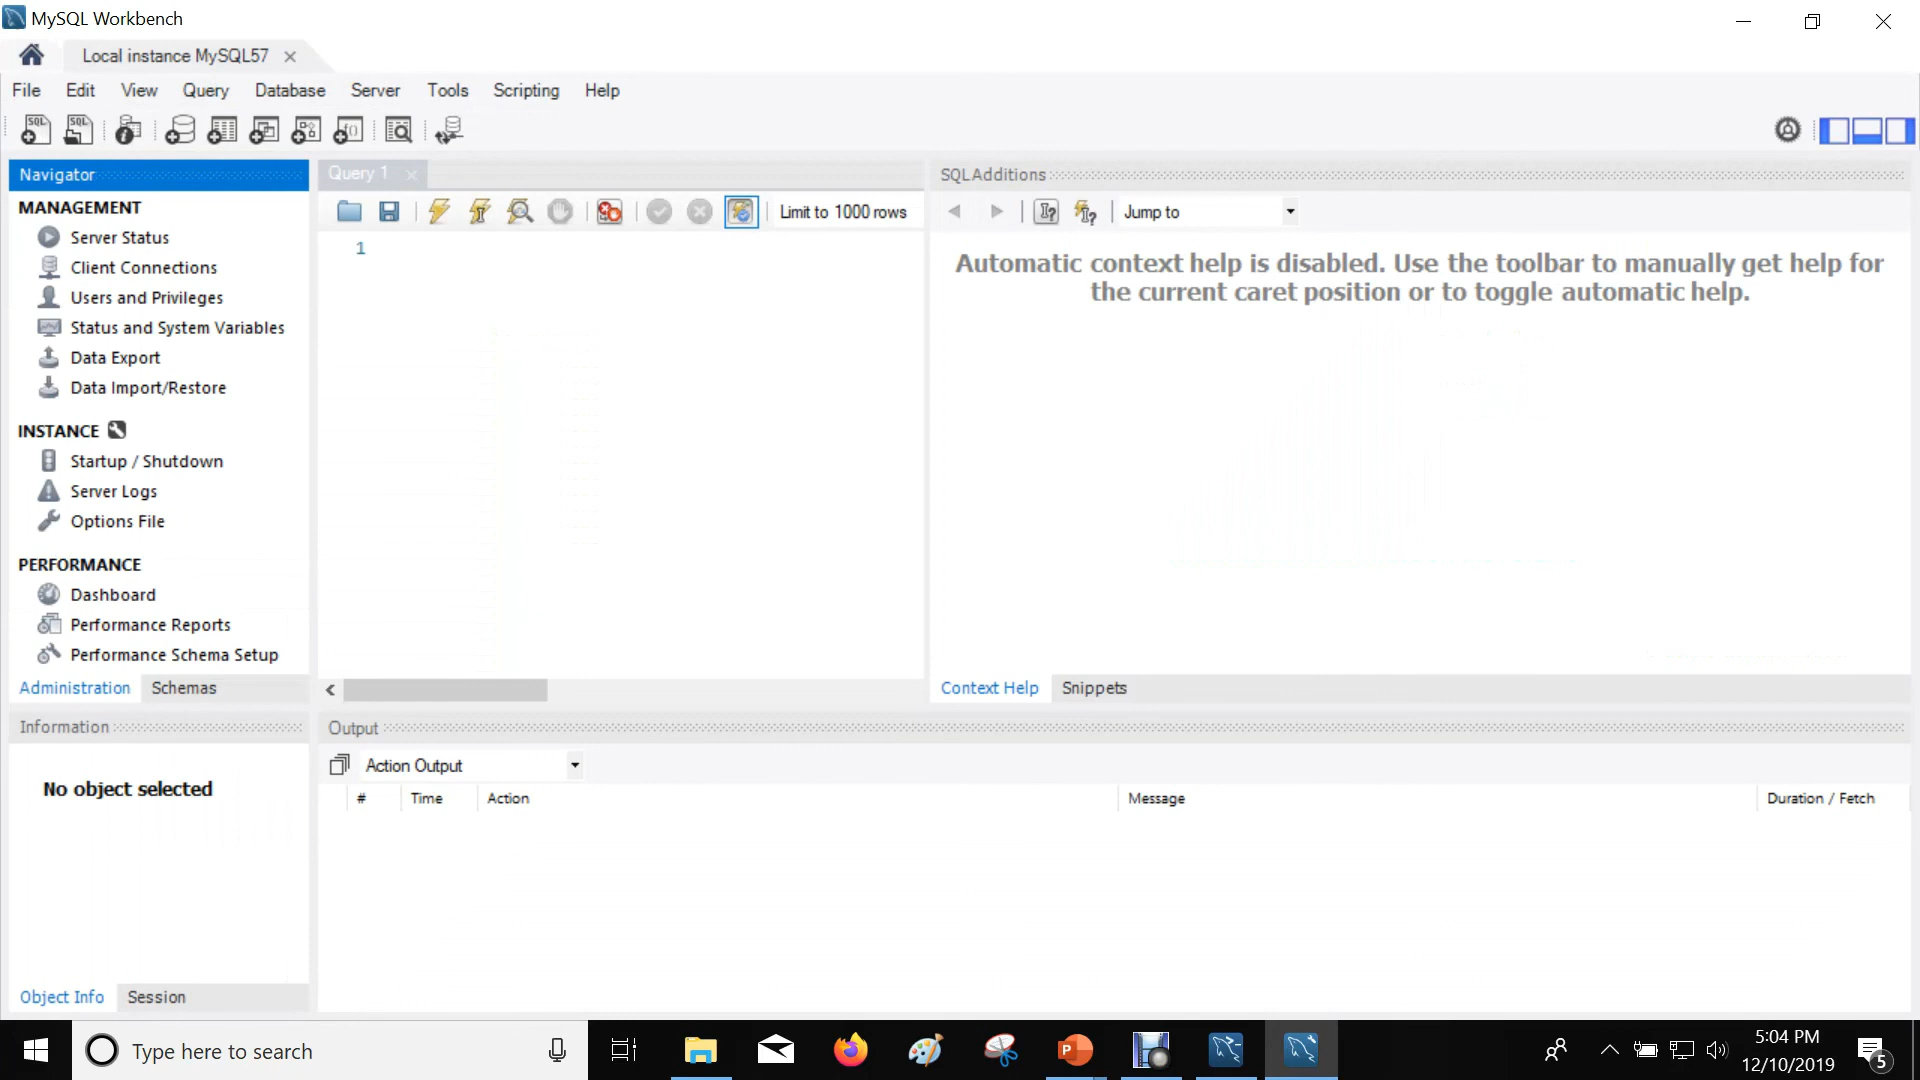 MySQL Workbench
Local instance MySQL57
File Edit View Query Database Server Tools Scripting Help
SQL SQL
Navigator
MANAGEMENT
Server Status
Client Connections
Users and Privileges
Status and System Variables
Data Export
Data Import/Restore
INSTANCE
Startup / Shutdown
Server Logs
Options File
PERFORMANCE
Dashboard
Performance Reports
Performance Schema Setup
Administration Schemas
Query 1
Limit to 1000 rows
1
SQLAdditions
Jump to
Automatic context help is disabled. Use the toolbar to manually get help for
the current caret position or to toggle automatic help.
Context Help Snippets
Information
No object selected
Object Info Session
Output
Action Output
# Time Action Message Duration / Fetch
Type here to search
5:04 PM
12/10/2019
5